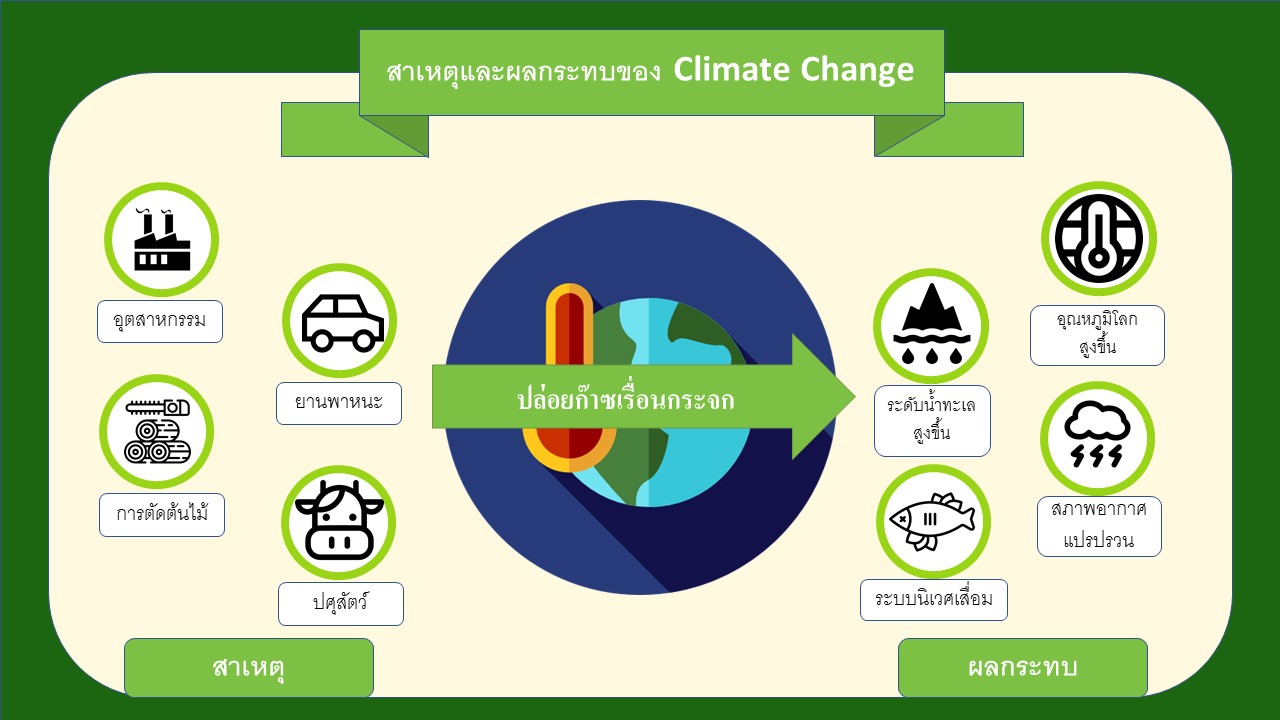 สาเหตุและผลกระทบของ Climate Change
อุตสาหกรรม
ยานพาหนะ
การตัดต้นไม้
ปศุสัตว์
สาเหตุ
ปล่อยก๊าซเรื่อนกระจก
อุณหภูมิโลก
สูงขึ้น
ระดับน้ำทะเล
สูงขึ้น
สภาพอากาศ
แปรปรวน
ระบบนิเวศเสื่อม
ผลกระทบ